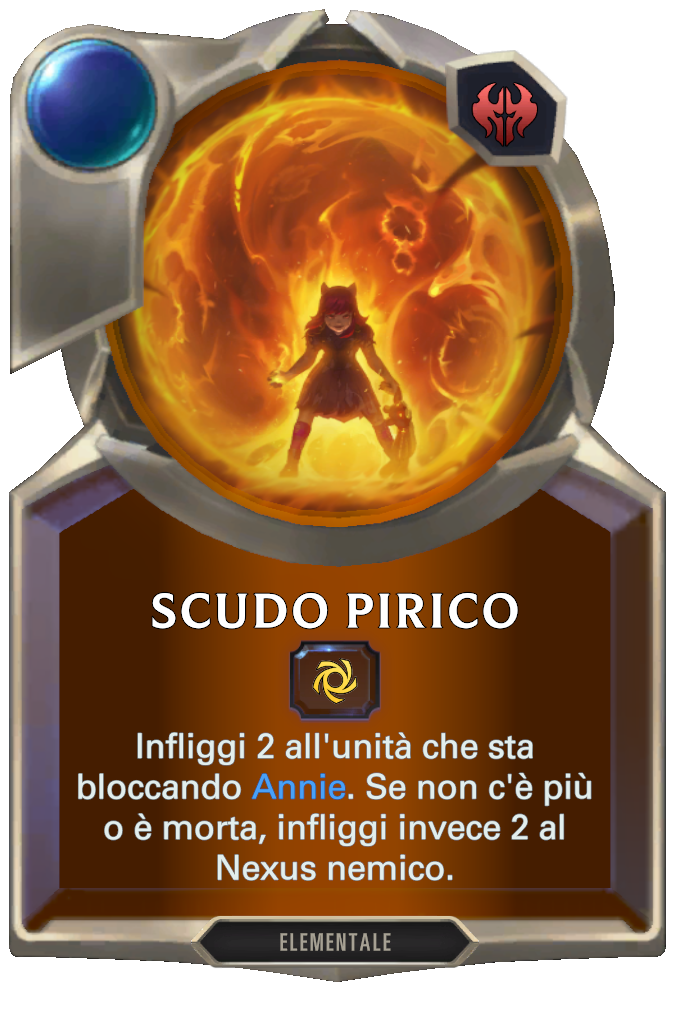 SCUDO PIRICO
Infliggi 2 all'unità che sta
bloccando Annie. Se non c'è più
o è morta, infliggi invece 2 al
Nexus nemico.
ELEMENTALE